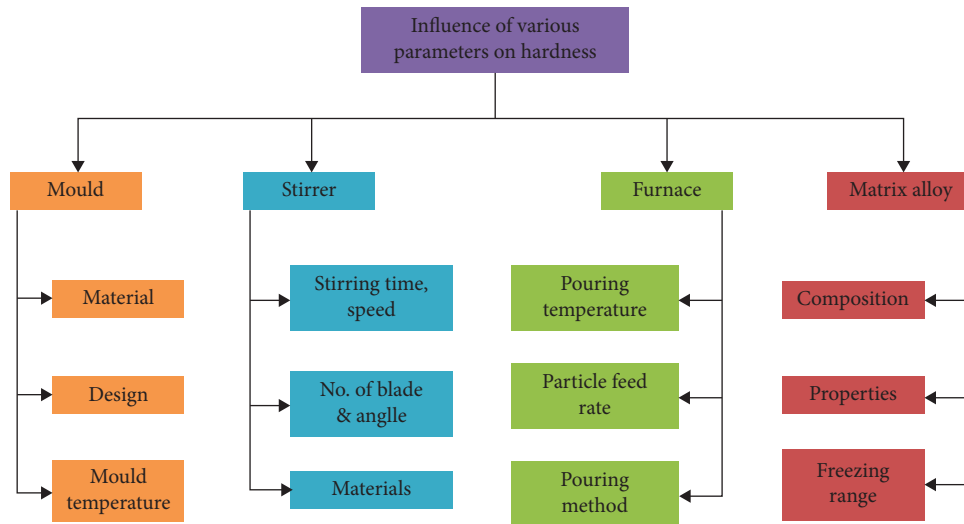 Influence of various
parameters on hardness
Mould
Stirrer
Furnace
Matrix alloy
Material
Design
Mould
temperature
Stirring time,
speed
No. of blade
& anglle
Materials
Pouring
temperature
Particle feed
rate
Pouring
method
Composition
Properties
Freezing
range